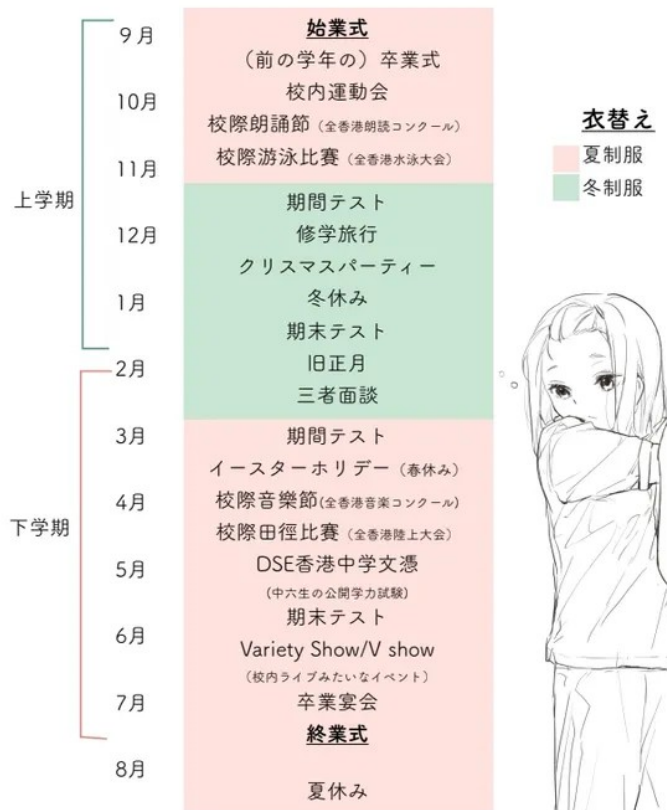 9月
10月
11月
12月
1月
2月
3月
4月
5月
6月
7月
8月
上学期
下学期
始業式
（前の学年の）卒業式
校内運動会
校際朗誦節（全香港朗読コンクール）
校際游泳比賽（全香港水泳大会）
期間テスト
修学旅行
クリスマスパーティー
冬休み
期末テスト
旧正月
三者面談
期間テスト
イースターホリデー（春休み）
校際音樂節(全香港音楽コンクール)
校際田徑比賽（全香港陸上大会）
DSE香港中学文憑
(中六生の公開学力試験)
期末テスト
Variety Show/V show
（校内ライブみたいなイベント）
卒業宴会
終業式
夏休み
衣替え
夏制服
冬制服